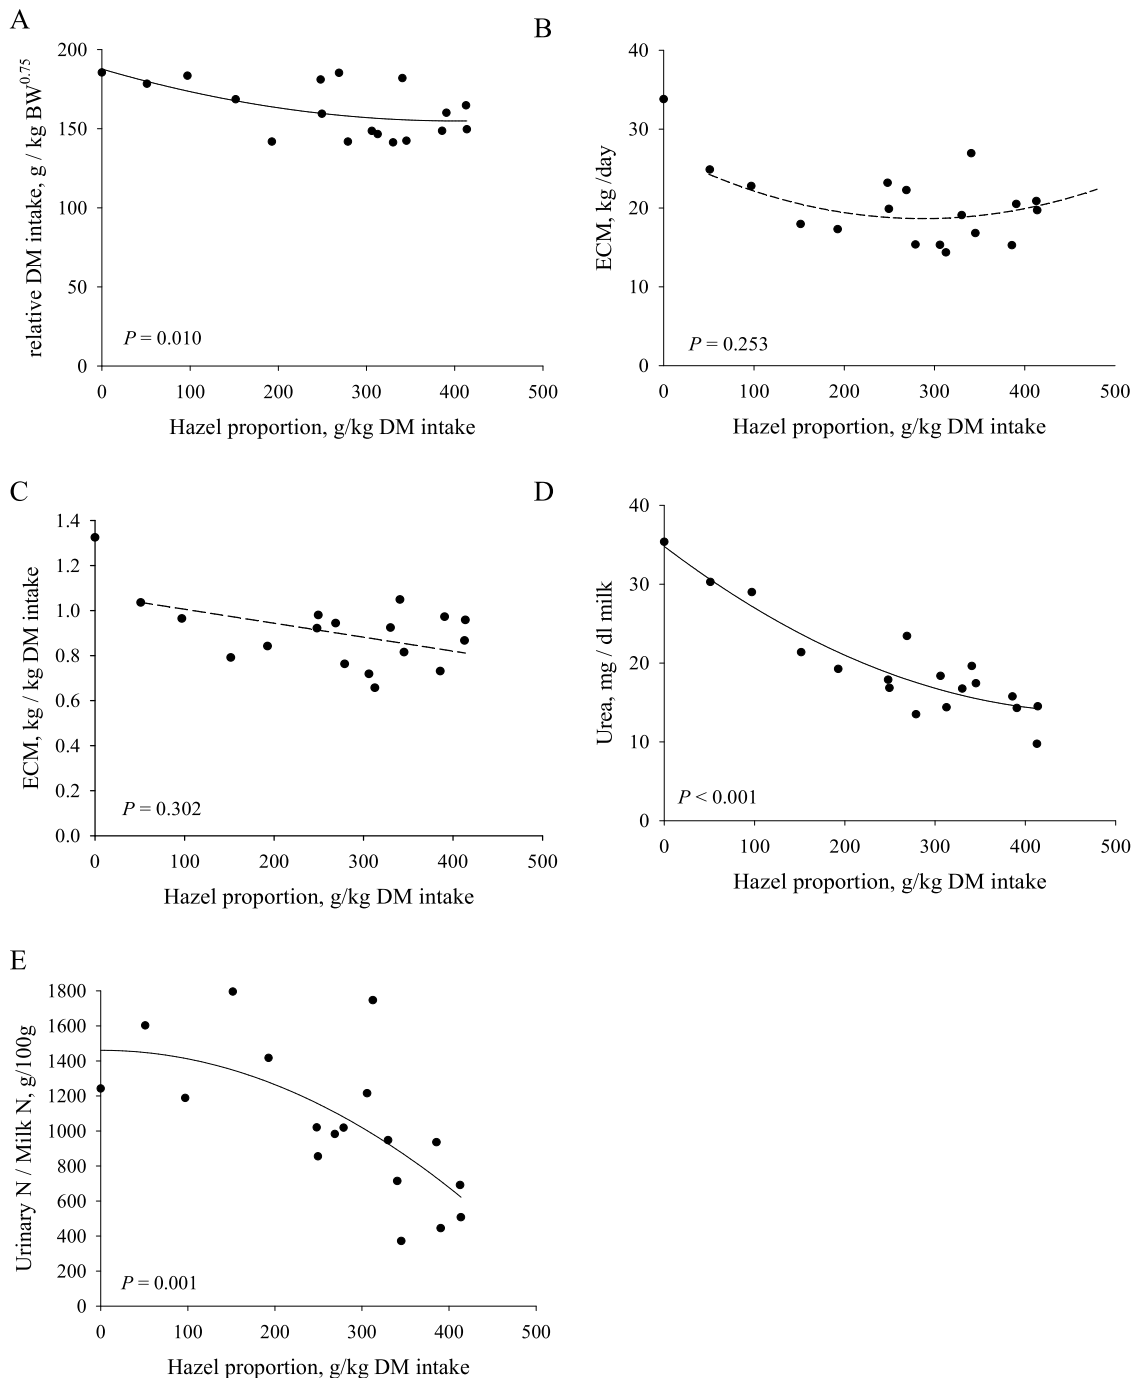 A
200
150
100
50
0
relative DM intake, g / kg BW^0.75
P = 0.010
0 100 200 300 400 500
Hazel proportion, g/kg DM intake
B
40
30
20
10
0
ECM, kg /day
P = 0.253
0 100 200 300 400 500
Hazel proportion, g/kg DM intake
C
1.4
1.2
1.0
0.8
0.6
0.4
0.2
0.0
ECM, kg / kg DM intake
P = 0.302
0 100 200 300 400 500
Hazel proportion, g/kg DM intake
D
40
30
20
10
0
Urea, mg / dl milk
P < 0.001
0 100 200 300 400 500
Hazel proportion, g/kg DM intake
E
1800
1600
1400
1200
1000
800
600
400
200
0
Urinary N / Milk N, g/100g
P = 0.001
0 100 200 300 400 500
Hazel proportion, g/kg DM intake